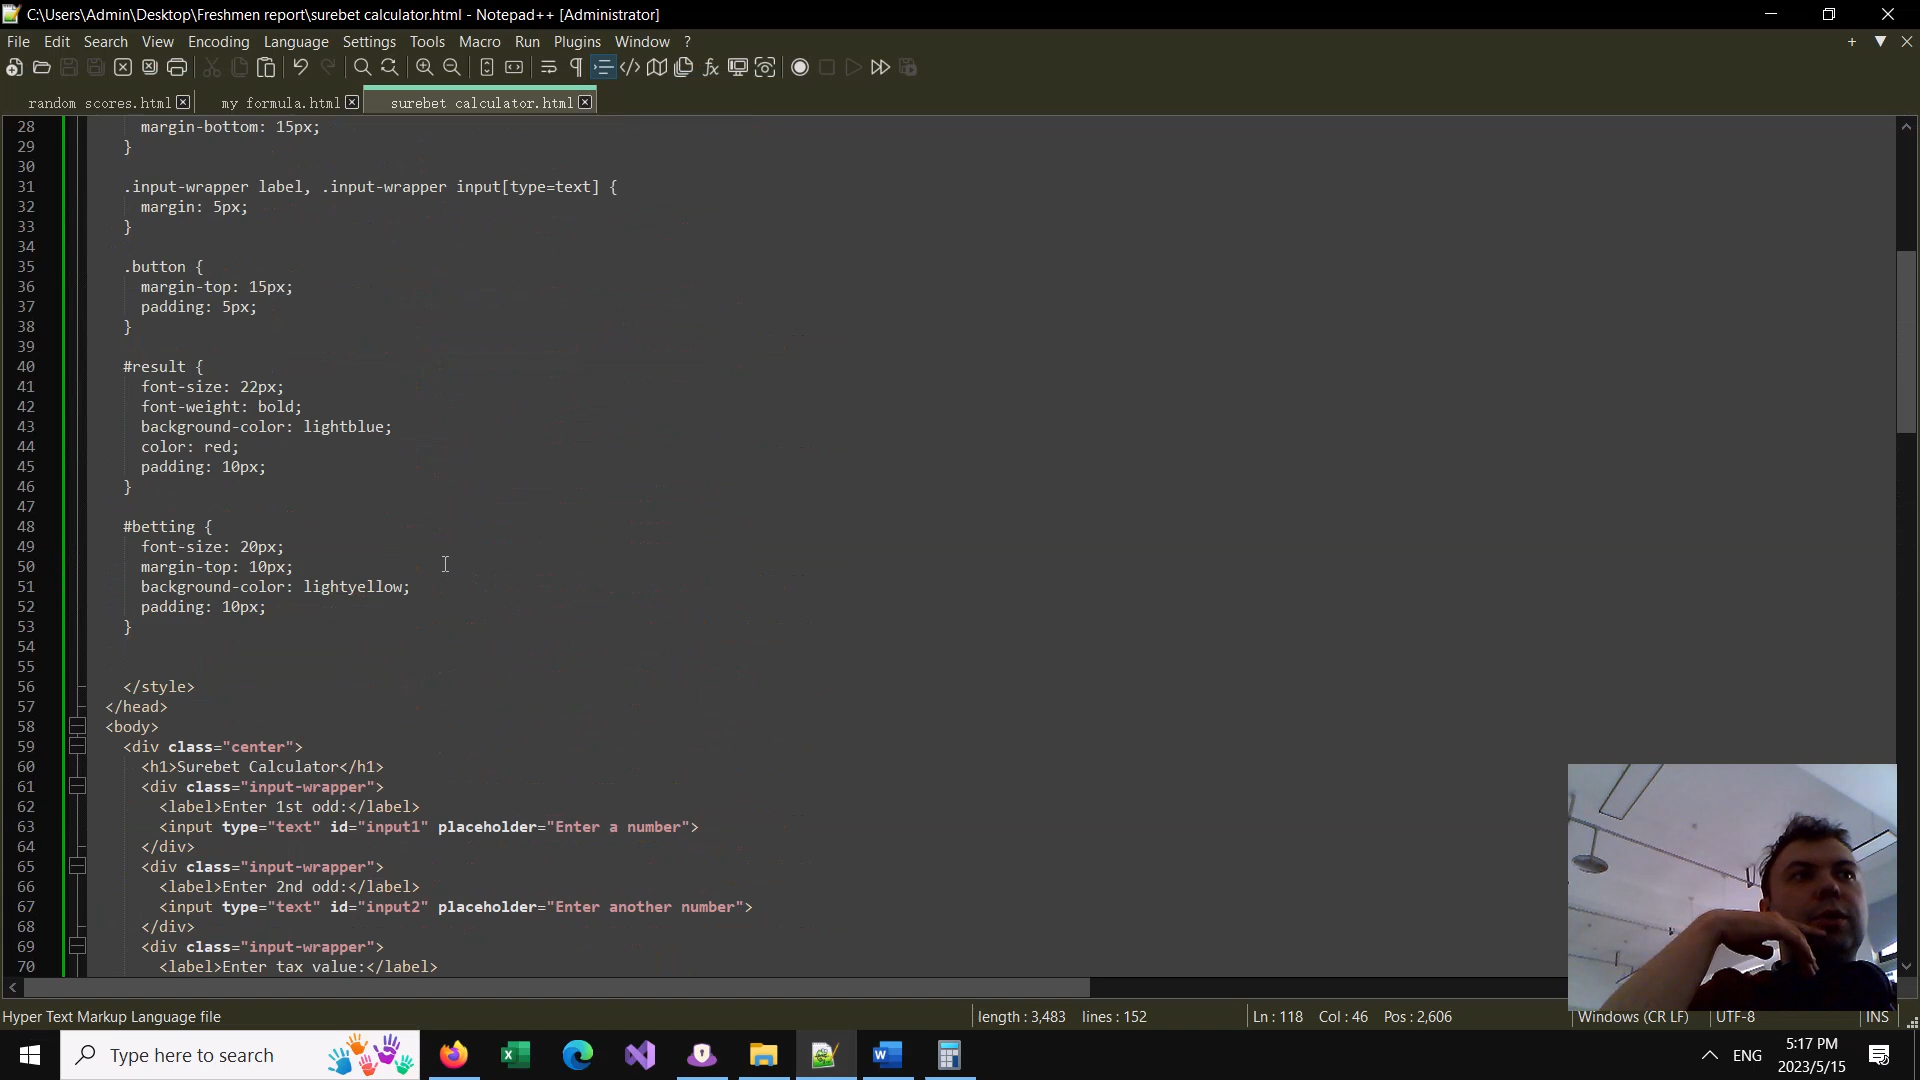 C:\Users\Admin\Desktop\Freshmen report\surebet calculator.html - Notepad++ [Administrator]
File Edit Search View Encoding Language Settings Tools Macro Run Plugins Window ?
random scores.html my formula.html surebet calculator.html
28 margin-bottom: 15px;
29 }
30
31 .input-wrapper label, .input-wrapper input[type=text] {
32 margin: 5px;
33 }
34
35 .button {
36 margin-top: 15px;
37 padding: 5px;
38 }
39
40 #result {
41 font-size: 22px;
42 font-weight: bold;
43 background-color: lightblue;
44 color: red;
45 padding: 10px;
46 }
47
48 #betting {
49 font-size: 20px;
50 margin-top: 10px;
51 background-color: lightyellow;
52 padding: 10px;
53 }
54
55
56 </style>
57 </head>
58 <body>
59 <div class="center">
60 <h1>Surebet Calculator</h1>
61 <div class="input-wrapper">
62 <label>Enter 1st odd:</label>
63 <input type="text" id="input1" placeholder="Enter a number">
64 </div>
65 <div class="input-wrapper">
66 <label>Enter 2nd odd:</label>
67 <input type="text" id="input2" placeholder="Enter another number">
68 </div>
69 <div class="input-wrapper">
70 <label>Enter tax value:</label>
Hyper Text Markup Language file length : 3,483 lines : 152 Ln : 118 Col : 46 Pos : 2,606 Windows (CR LF) UTF-8 INS
Type here to search ENG 5:17 PM
2023/5/15